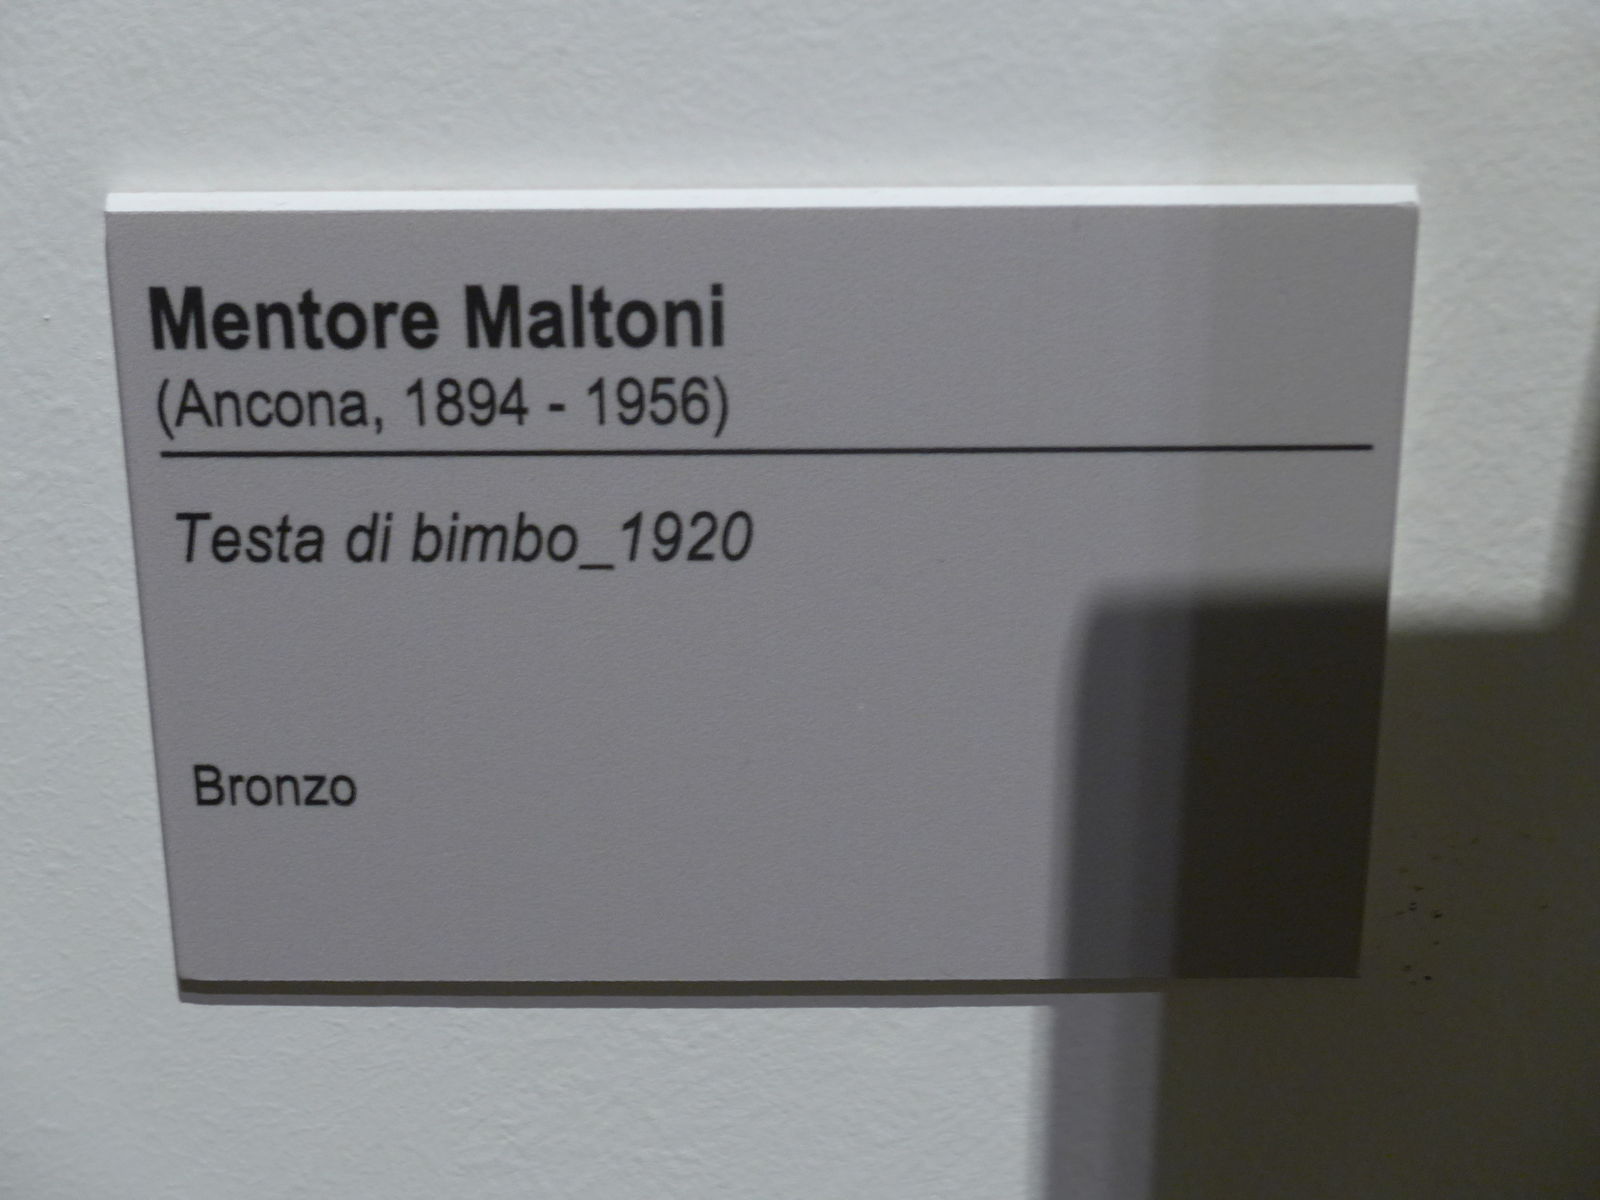 Mentore Maltoni
(Ancona, 1894 - 1956)
Testa di bimbo_1920
Bronzo